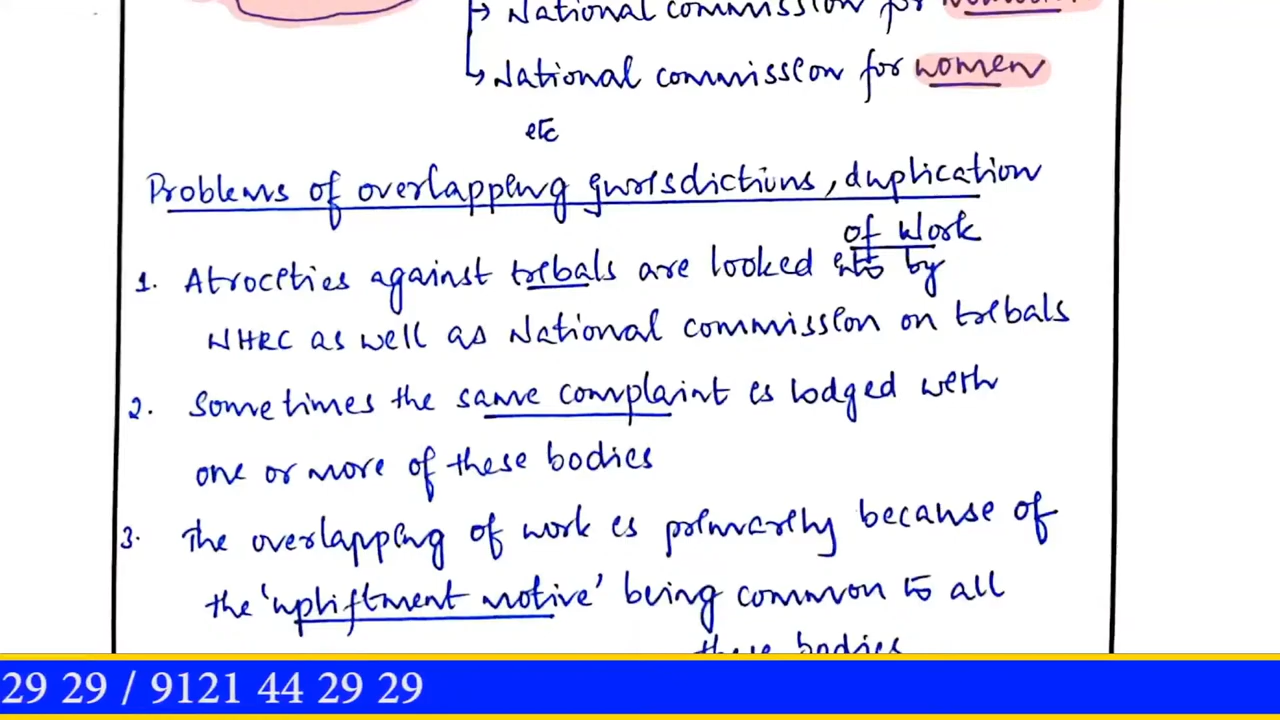 National commission for
National commission for women
etc
Problems of overlapping jurisdictions, duplication
of work
1. Atrocities against tribals are looked into by
NHRC as well as National commission on tribals
2. Sometimes the same complaint is lodged with
one or more of these bodies
3. The overlapping of work is primarily because of
the 'upliftment motive' being common to all
these bodies
29 29 / 9121 44 29 29